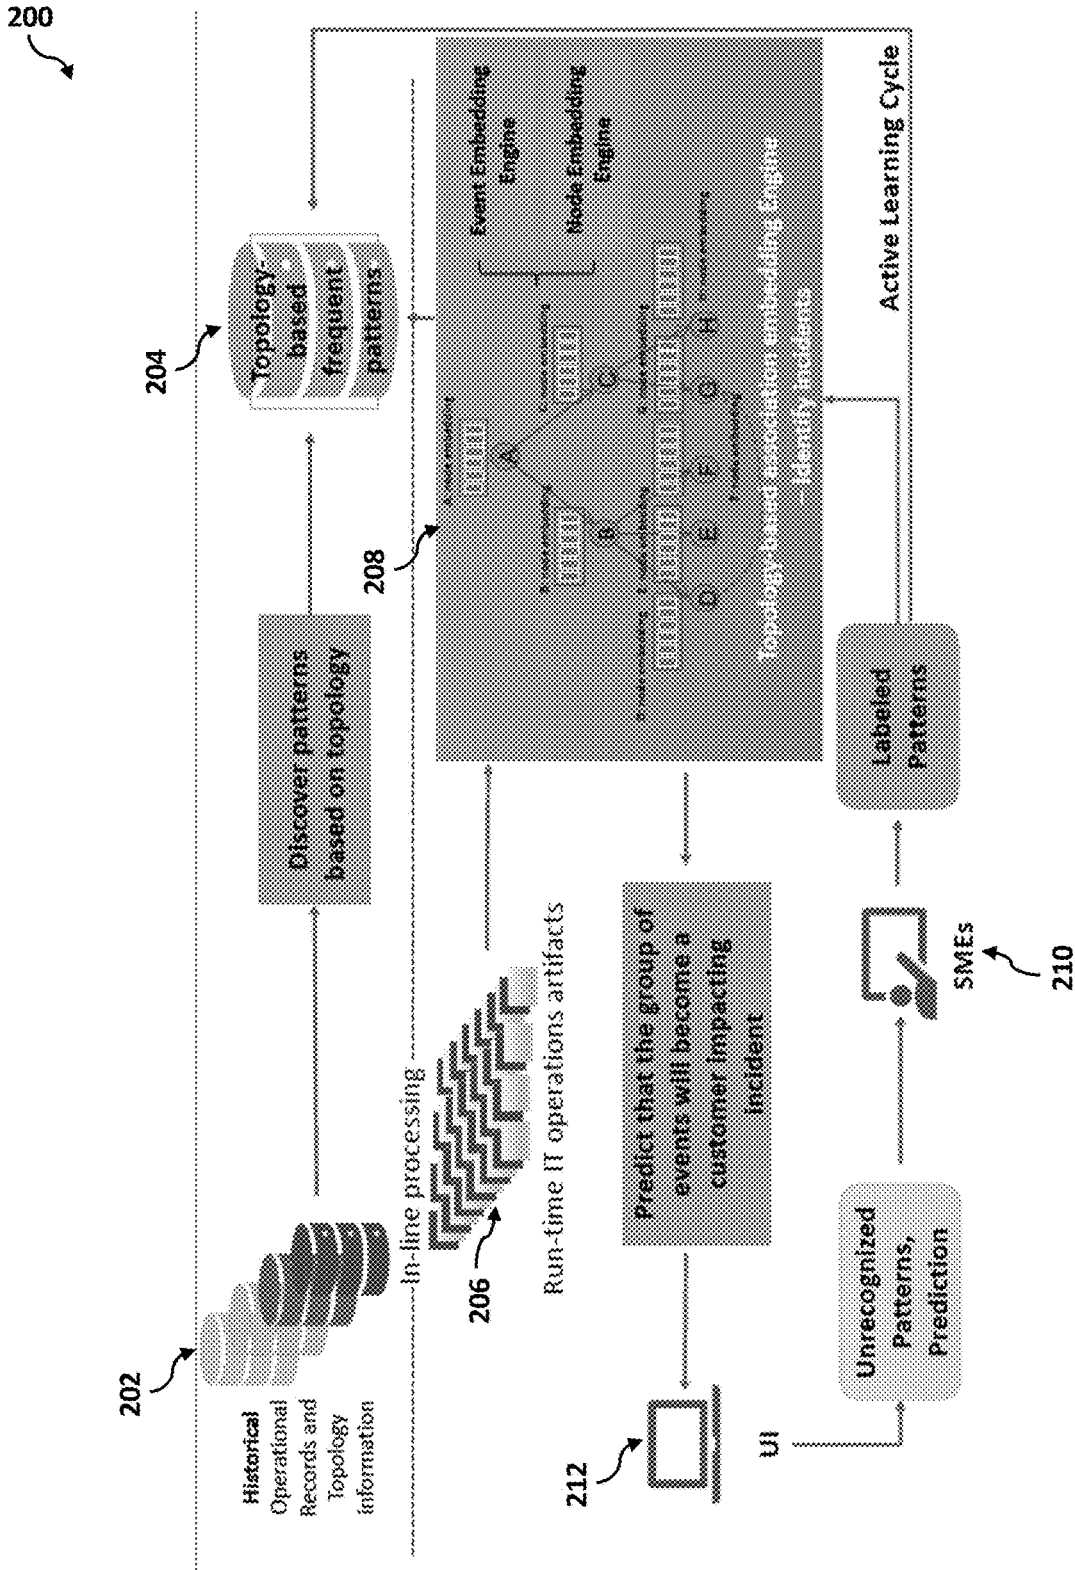 200
202
Historical
Operational
Records and
Topology
information
Discover patterns
based on topology
204
Topology-
based
frequent
patterns
In-line processing
206
Run-time IT operations artifacts
208
A
B
C
D
E
F
G
H
Event Embedding
Engine
Node Embedding
Engine
Topology based association embedding Engine
– Identify incidents
Predict that the group of
events will become a
customer impacting
incident
212
UI
Unrecognized
Patterns,
Prediction
SMEs
210
Labeled
Patterns
Active Learning Cycle